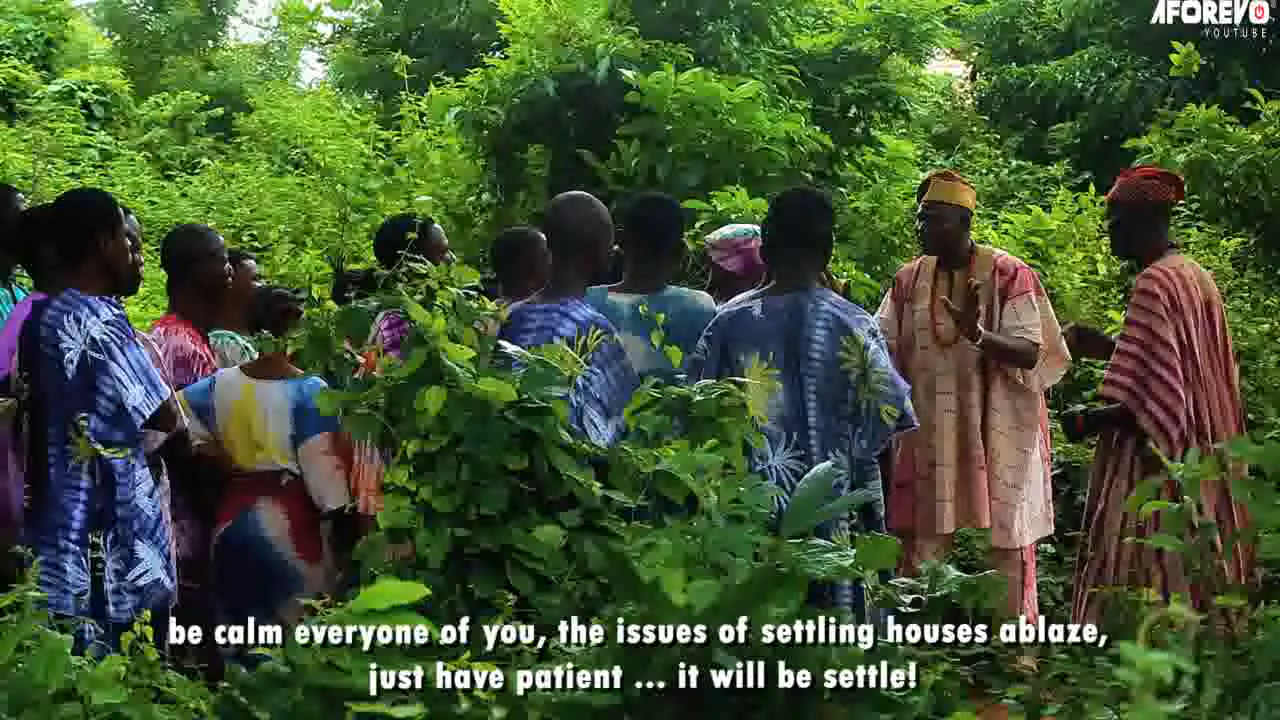 AFOREVO
YOUTUBE
be calm everyone of you, the issues of settling houses ablaze,
just have patient ... it will be settle!